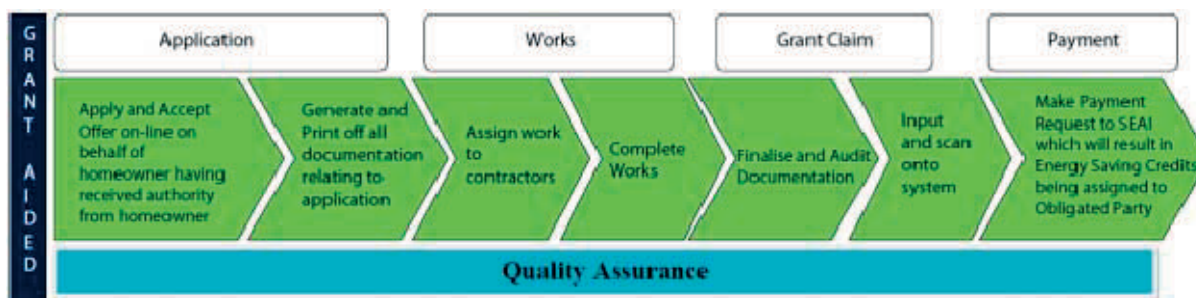 GRANT AIDED
Application
Works
Grant Claim
Payment
Apply and Accept
Offer on-line on
behalf of
homeowner having
received authority
from homeowner
Generate and
Print off all
documentation
relating to
application
Assign work
to
contractors
Complete
Works
Finalise and Audit
Documentation
Input
and scan
onto
system
Make Payment
Request to SEAI
which will result in
Energy Saving Credits
being assigned to
Obligated Party
Quality Assurance